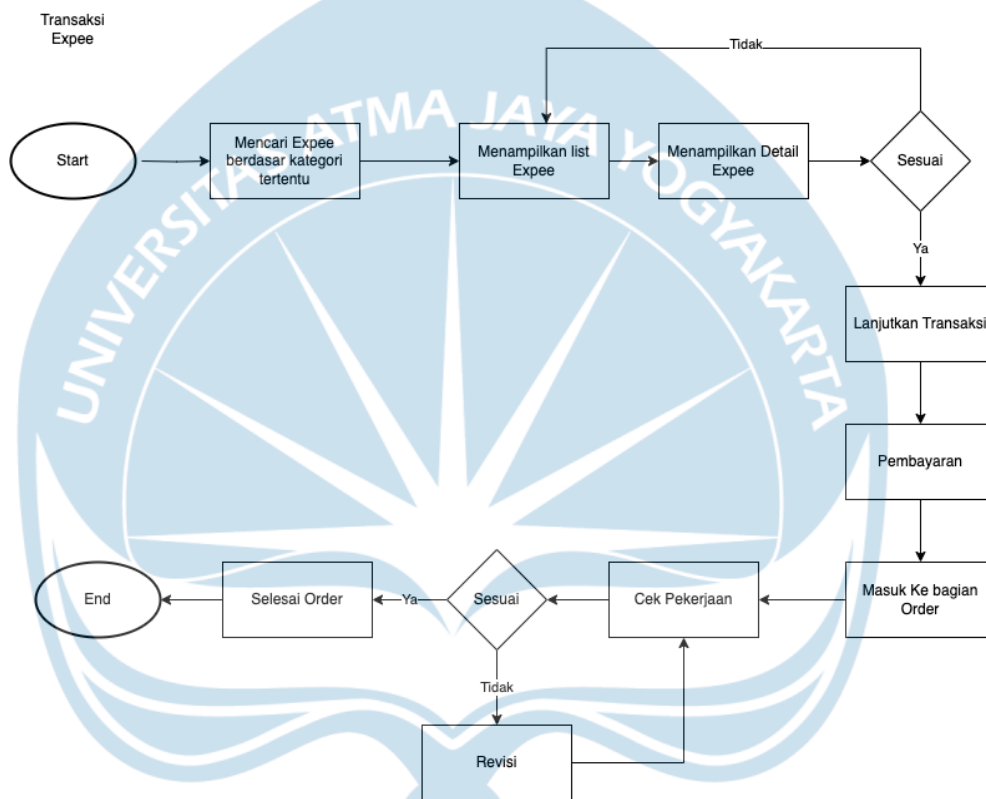 Transaksi
Expee
Tidak
Start
Mencari Expee
berdasar kategori
tertentu
Menampilkan list
Expee
Menampilkan Detail
Expee
Sesuai
Ya
Lanjutkan Transaksi
Pembayaran
Masuk Ke bagian
Order
Cek Pekerjaan
Sesuai
Ya
Selesai Order
End
Tidak
Revisi
UNIVERSITAS ATMA JAYA YOGYAKARTA